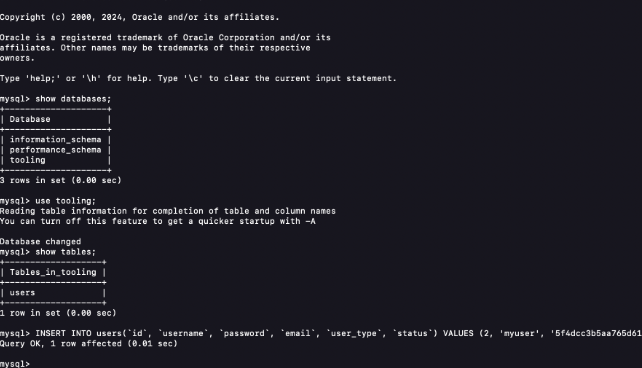 Copyright (c) 2000, 2024, Oracle and/or its affiliates.
Oracle is a registered trademark of Oracle Corporation and/or its
affiliates. Other names may be trademarks of their respective
owners.
Type 'help;' or '\h' for help. Type '\c' to clear the current input statement.
mysql> show databases;
+--------------------+
| Database           |
+--------------------+
| information_schema |
| performance_schema |
| tooling            |
+--------------------+
3 rows in set (0.00 sec)
mysql> use tooling;
Reading table information for completion of table and column names
You can turn off this feature to get a quicker startup with -A
Database changed
mysql> show tables;
+-------------------+
| Tables_in_tooling |
+-------------------+
| users             |
+-------------------+
1 row in set (0.00 sec)
mysql> INSERT INTO users(`id`, `username`, `password`, `email`, `user_type`, `status`) VALUES (2, 'myuser', '5f4dcc3b5aa765d61
Query OK, 1 row affected (0.01 sec)
mysql>